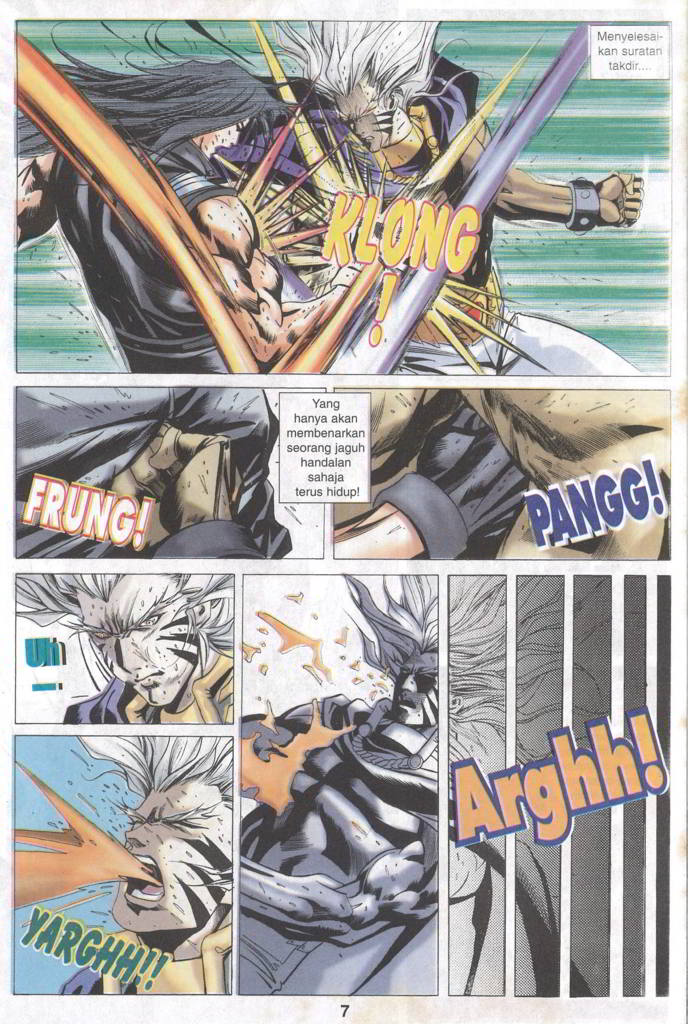 Menyelesai-
kan suratan
takdir....
KLONG
!
Yang
hanya akan
membenarkan
seorang jaguh
handalan
sahaja
terus hidup!
FRUNG!
PANGG!
Uh
!
Arghh!
YARGHH!!
7